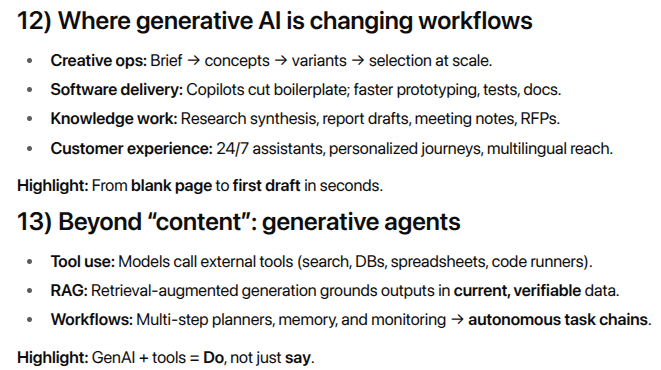 12) Where generative AI is changing workflows
• Creative ops: Brief → concepts → variants → selection at scale.
• Software delivery: Copilots cut boilerplate; faster prototyping, tests, docs.
• Knowledge work: Research synthesis, report drafts, meeting notes, RFPs.
• Customer experience: 24/7 assistants, personalized journeys, multilingual reach.
Highlight: From blank page to first draft in seconds.
13) Beyond “content”: generative agents
• Tool use: Models call external tools (search, DBs, spreadsheets, code runners).
• RAG: Retrieval-augmented generation grounds outputs in current, verifiable data.
• Workflows: Multi-step planners, memory, and monitoring → autonomous task chains.
Highlight: GenAI + tools = Do, not just say.